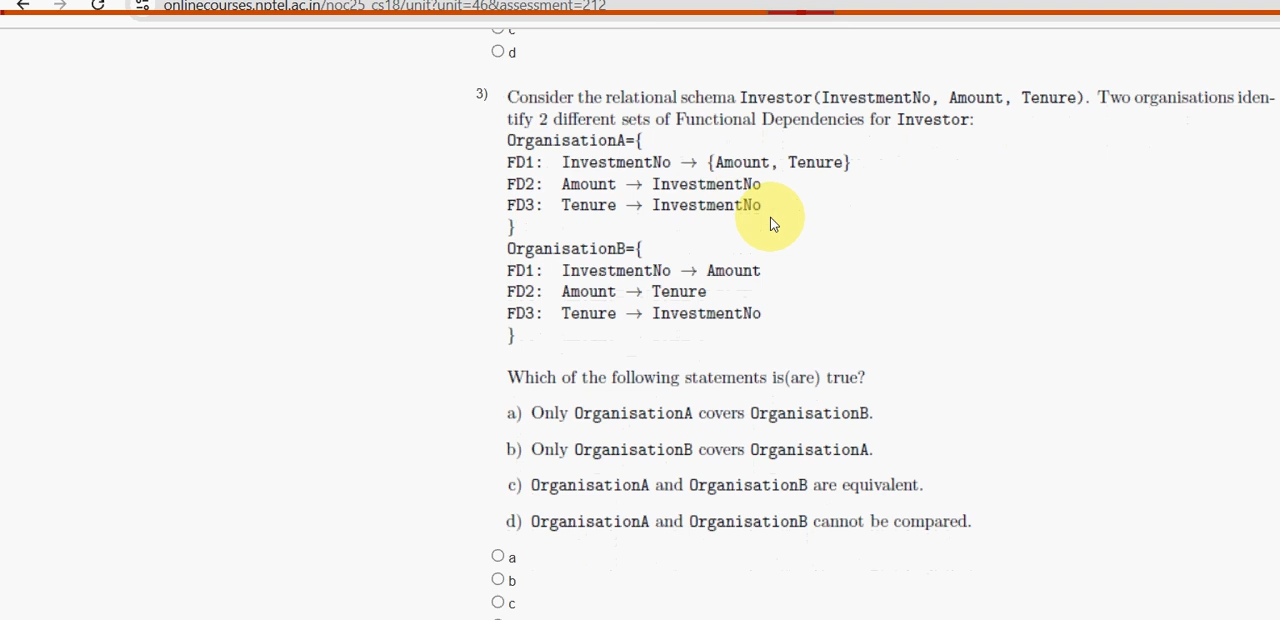 onlinecourses.nptel.ac.in/noc25_cs18/unit?unit=46&assessment=212
c
d
3) Consider the relational schema Investor(InvestmentNo, Amount, Tenure). Two organisations iden-
tify 2 different sets of Functional Dependencies for Investor:
OrganisationA={
FD1: InvestmentNo → {Amount, Tenure}
FD2: Amount → InvestmentNo
FD3: Tenure → InvestmentNo
}
OrganisationB={
FD1: InvestmentNo → Amount
FD2: Amount → Tenure
FD3: Tenure → InvestmentNo
}
Which of the following statements is(are) true?
a) Only OrganisationA covers OrganisationB.
b) Only OrganisationB covers OrganisationA.
c) OrganisationA and OrganisationB are equivalent.
d) OrganisationA and OrganisationB cannot be compared.
a
b
c